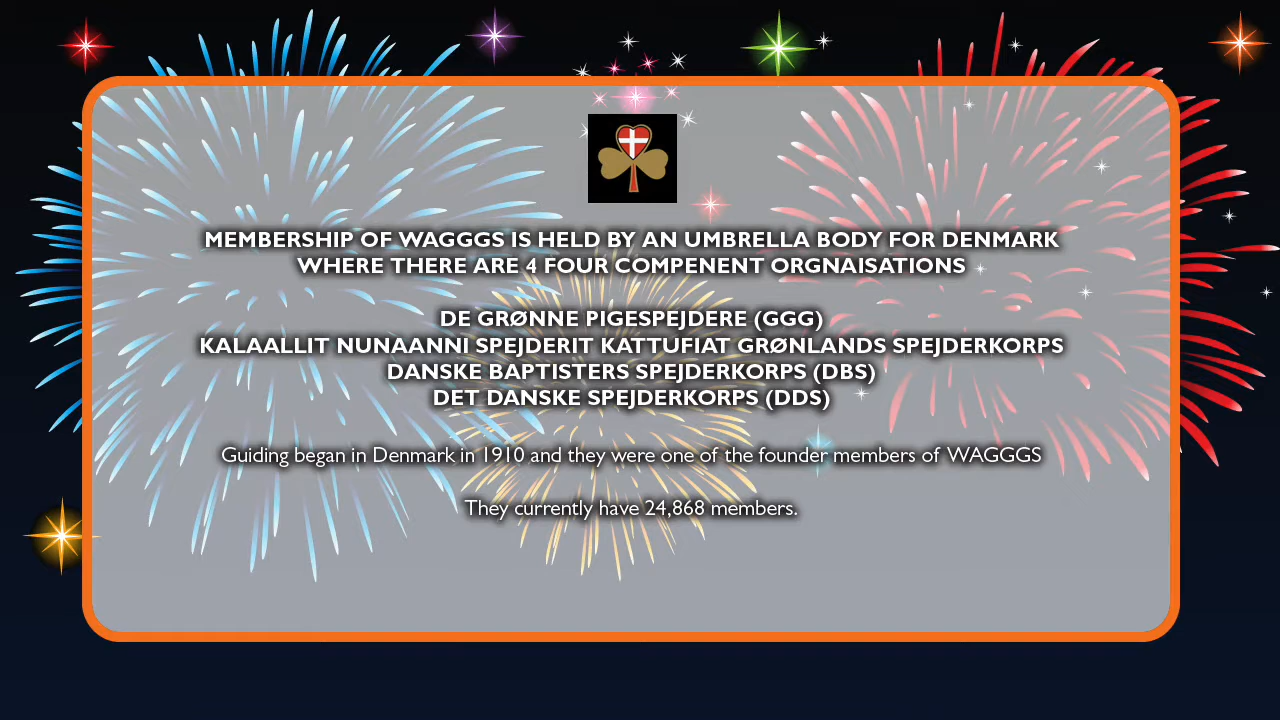 MEMBERSHIP OF WAGGGS IS HELD BY AN UMBRELLA BODY FOR DENMARK
WHERE THERE ARE 4 FOUR COMPENENT ORGNAISATIONS
DE GRØNNE PIGESPEJDERE (GGG)
KALAALLIT NUNAANNI SPEJDERIT KATTUFIAT GRØNLANDS SPEJDERKORPS
DANSKE BAPTISTERS SPEJDERKORPS (DBS)
DET DANSKE SPEJDERKORPS (DDS)
Guiding began in Denmark in 1910 and they were one of the founder members of WAGGGS
They currently have 24,868 members.